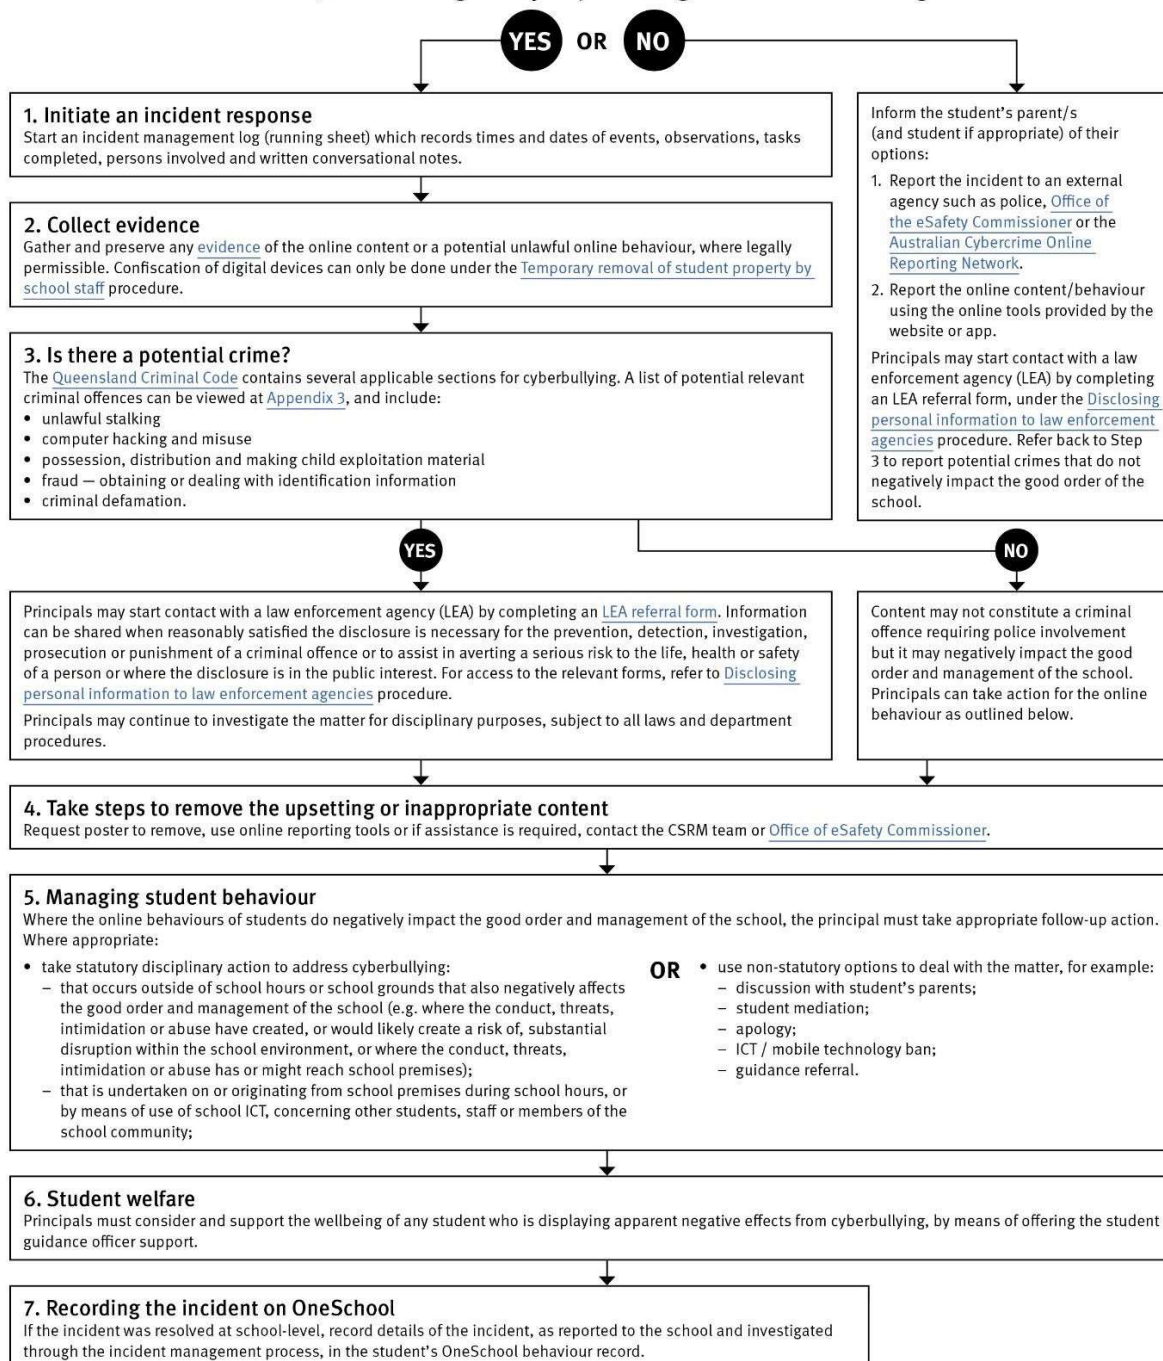 YES OR NO
1. Initiate an incident response
Start an incident management log (running sheet) which records times and dates of events, observations, tasks
completed, persons involved and written conversational notes.
2. Collect evidence
Gather and preserve any evidence of the online content or a potential unlawful online behaviour, where legally
permissible. Confiscation of digital devices can only be done under the Temporary removal of student property by
school staff procedure.
3. Is there a potential crime?
The Queensland Criminal Code contains several applicable sections for cyberbullying. A list of potential relevant
criminal offences can be viewed at Appendix 3, and include:
• unlawful stalking
• computer hacking and misuse
• possession, distribution and making child exploitation material
• fraud — obtaining or dealing with identification information
• criminal defamation.
Inform the student's parent/s
(and student if appropriate) of their
options:
1. Report the incident to an external
agency such as police, Office of
the eSafety Commissioner or the
Australian Cybercrime Online
Reporting Network.
2. Report the online content/behaviour
using the online tools provided by the
website or app.
Principals may start contact with a law
enforcement agency (LEA) by completing
an LEA referral form, under the Disclosing
personal information to law enforcement
agencies procedure. Refer back to Step
3 to report potential crimes that do not
negatively impact the good order of the
school.
YES
NO
Principals may start contact with a law enforcement agency (LEA) by completing an LEA referral form. Information
can be shared when reasonably satisfied the disclosure is necessary for the prevention, detection, investigation,
prosecution or punishment of a criminal offence or to assist in averting a serious risk to the life, health or safety
of a person or where the disclosure is in the public interest. For access to the relevant forms, refer to Disclosing
personal information to law enforcement agencies procedure.
Principals may continue to investigate the matter for disciplinary purposes, subject to all laws and department
procedures.
Content may not constitute a criminal
offence requiring police involvement
but it may negatively impact the good
order and management of the school.
Principals can take action for the online
behaviour as outlined below.
4. Take steps to remove the upsetting or inappropriate content
Request poster to remove, use online reporting tools or if assistance is required, contact the CSRM team or Office of eSafety Commissioner.
5. Managing student behaviour
Where the online behaviours of students do negatively impact the good order and management of the school, the principal must take appropriate follow-up action.
Where appropriate:
• take statutory disciplinary action to address cyberbullying:
– that occurs outside of school hours or school grounds that also negatively affects
the good order and management of the school (e.g. where the conduct, threats,
intimidation or abuse have created, or would likely create a risk of, substantial
disruption within the school environment, or where the conduct, threats,
intimidation or abuse has or might reach school premises);
– that is undertaken on or originating from school premises during school hours, or
by means of use of school ICT, concerning other students, staff or members of the
school community;
OR
• use non-statutory options to deal with the matter, for example:
– discussion with student's parents;
– student mediation;
– apology;
– ICT / mobile technology ban;
– guidance referral.
6. Student welfare
Principals must consider and support the wellbeing of any student who is displaying apparent negative effects from cyberbullying, by means of offering the student
guidance officer support.
7. Recording the incident on OneSchool
If the incident was resolved at school-level, record details of the incident, as reported to the school and investigated
through the incident management process, in the student's OneSchool behaviour record.